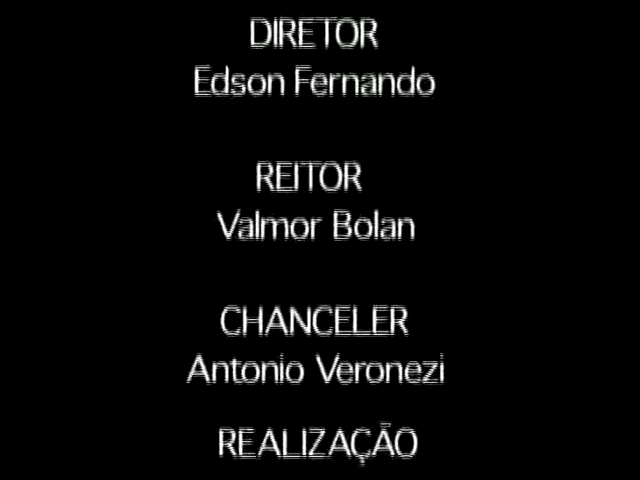 DIRETOR
Edson Fernando
REITOR
Valmor Bolan
CHANCELER
Antonio Veronezi
REALIZAÇÃO